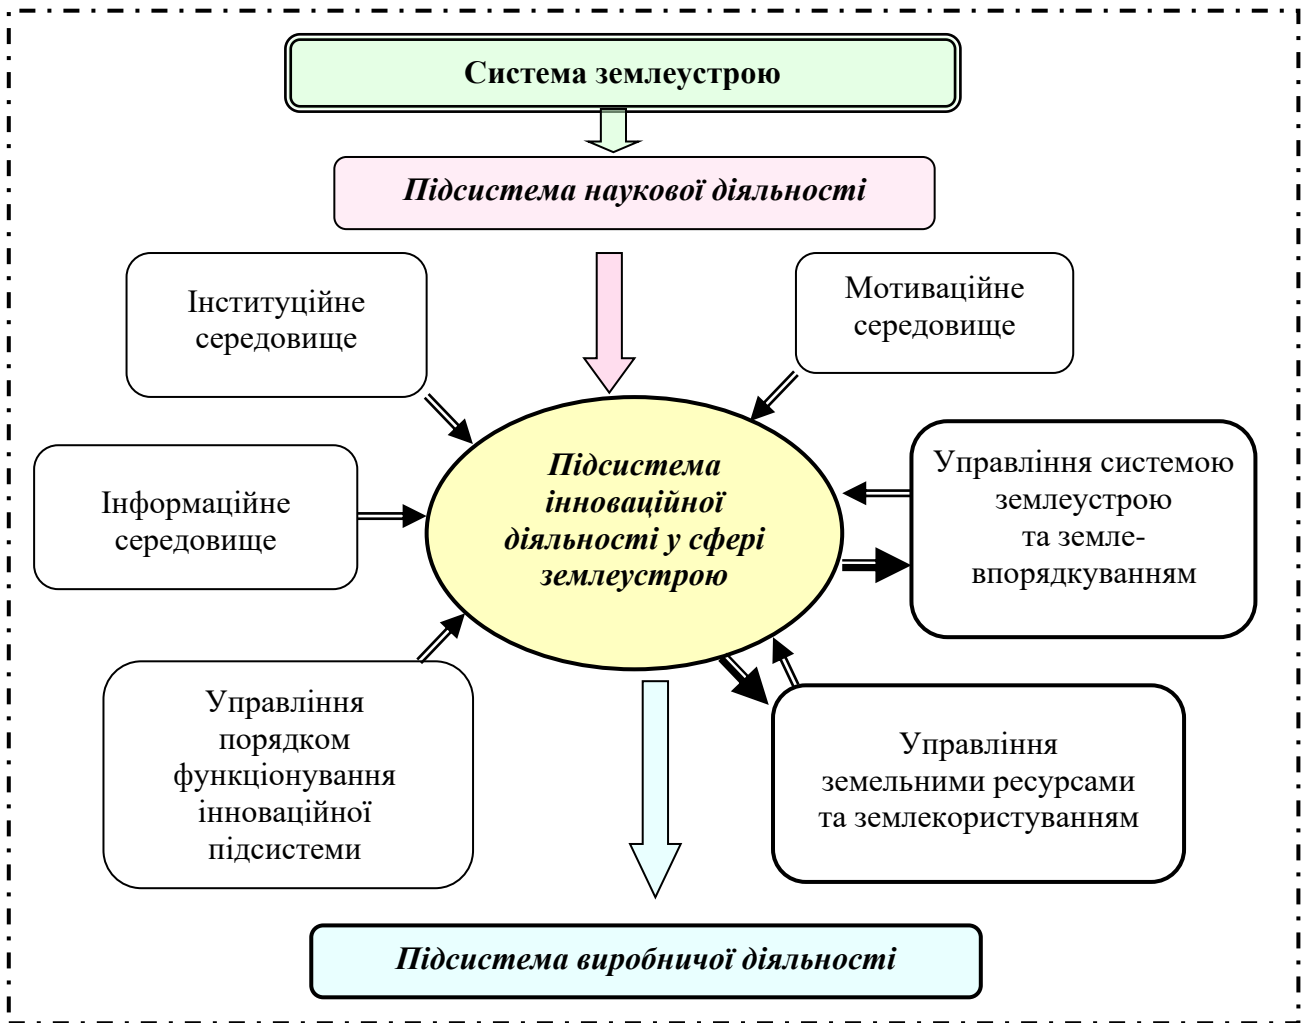 Система землеустрою
Підсистема наукової діяльності
Інституційне
середовище
Мотиваційне
середовище
Інформаційне
середовище
Підсистема
інноваційної
діяльності у сфері
землеустрою
Управління системою
землеустрою
та земле-
впорядкуванням
Управління
порядком
функціонування
інноваційної
підсистеми
Управління
земельними ресурсами
та землекористуванням
Підсистема виробничої діяльності